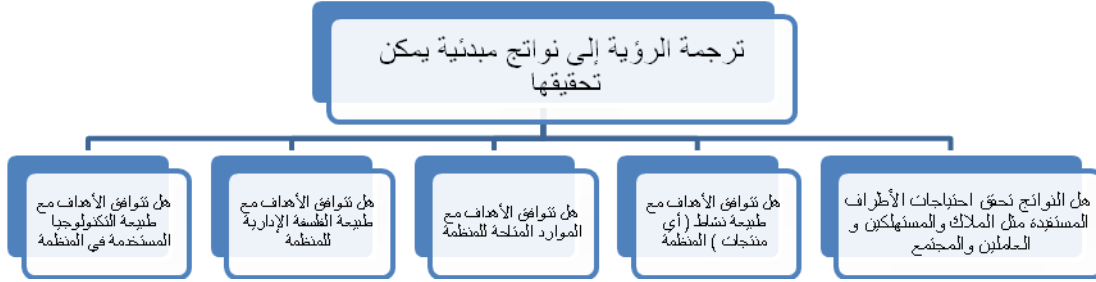 ترجمة الرؤية إلى نواتج مبدئية يمكن
تحقيقها
هل النواتج تحقق احتياجات الأطراف
المستفيدة مثل الملاك والمستهلكين و
العاملين والمجتمع
هل تتوافق الأهداف مع
طبيعة نشاط ( أي
منتجات ) المنظمة
هل تتوافق الأهداف مع
الموارد المتاحة للمنظمة
هل تتوافق الأهداف مع
طبيعة الفلسفة الإدارية
للمنظمة
هل تتوافق الأهداف مع
طبيعة التكنولوجيا
المستخدمة في المنظمة